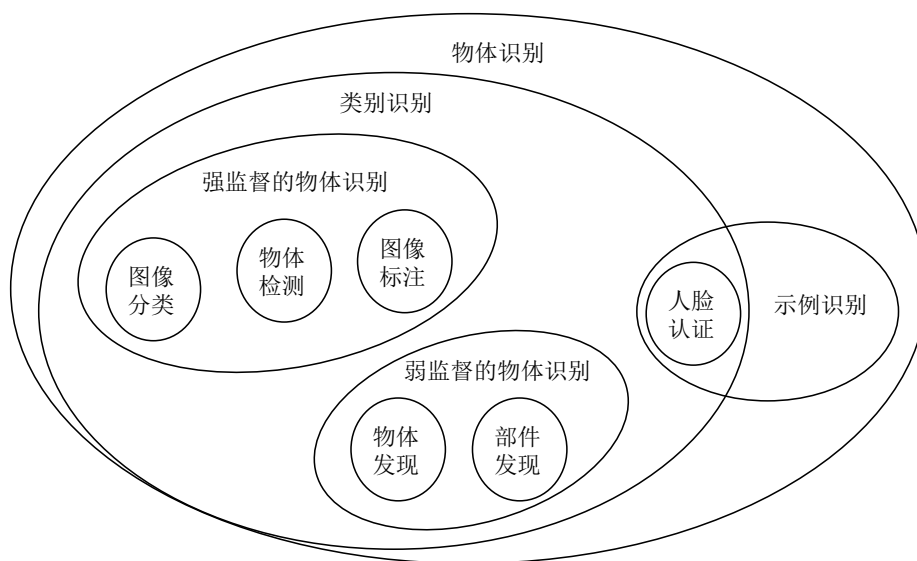 物体识别
类别识别
强监督的物体识别
图像
分类
物体
检测
图像
标注
人脸
认证
示例识别
弱监督的物体识别
物体
发现
部件
发现